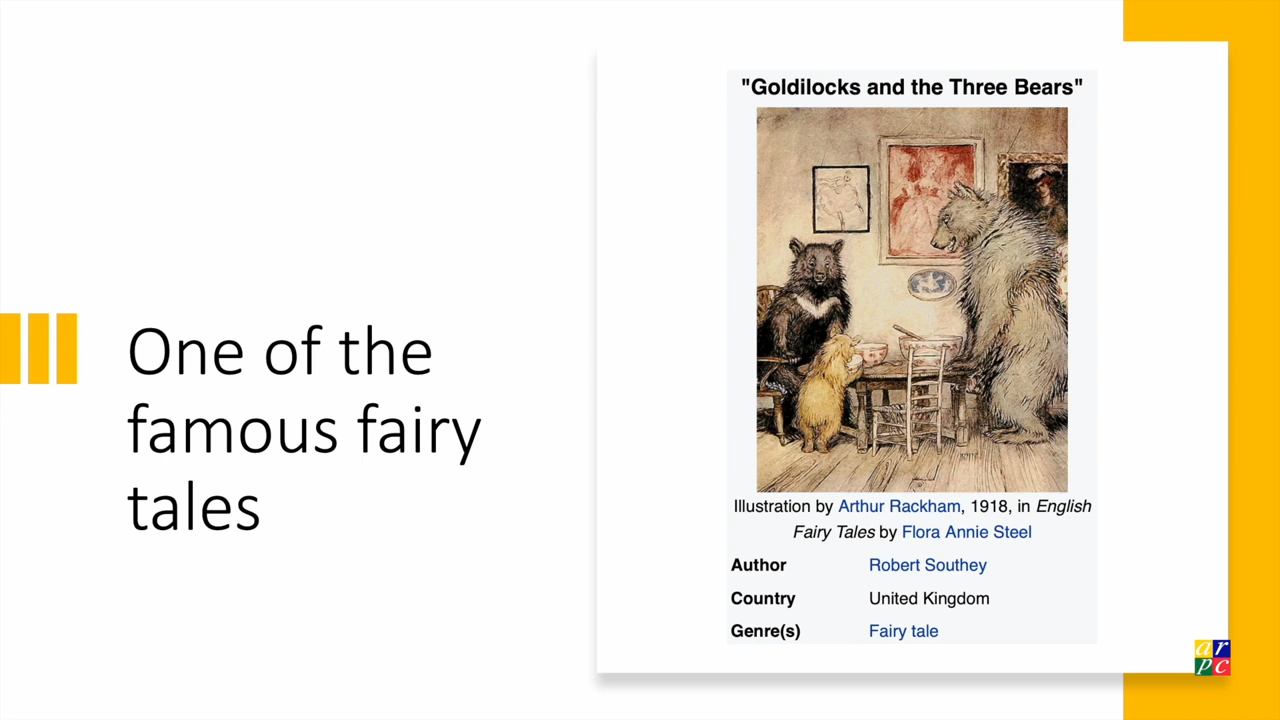 One of the
famous fairy
tales
"Goldilocks and the Three Bears"
Illustration by Arthur Rackham, 1918, in English
Fairy Tales by Flora Annie Steel
Author Robert Southey
Country United Kingdom
Genre(s) Fairy tale
a r
p c